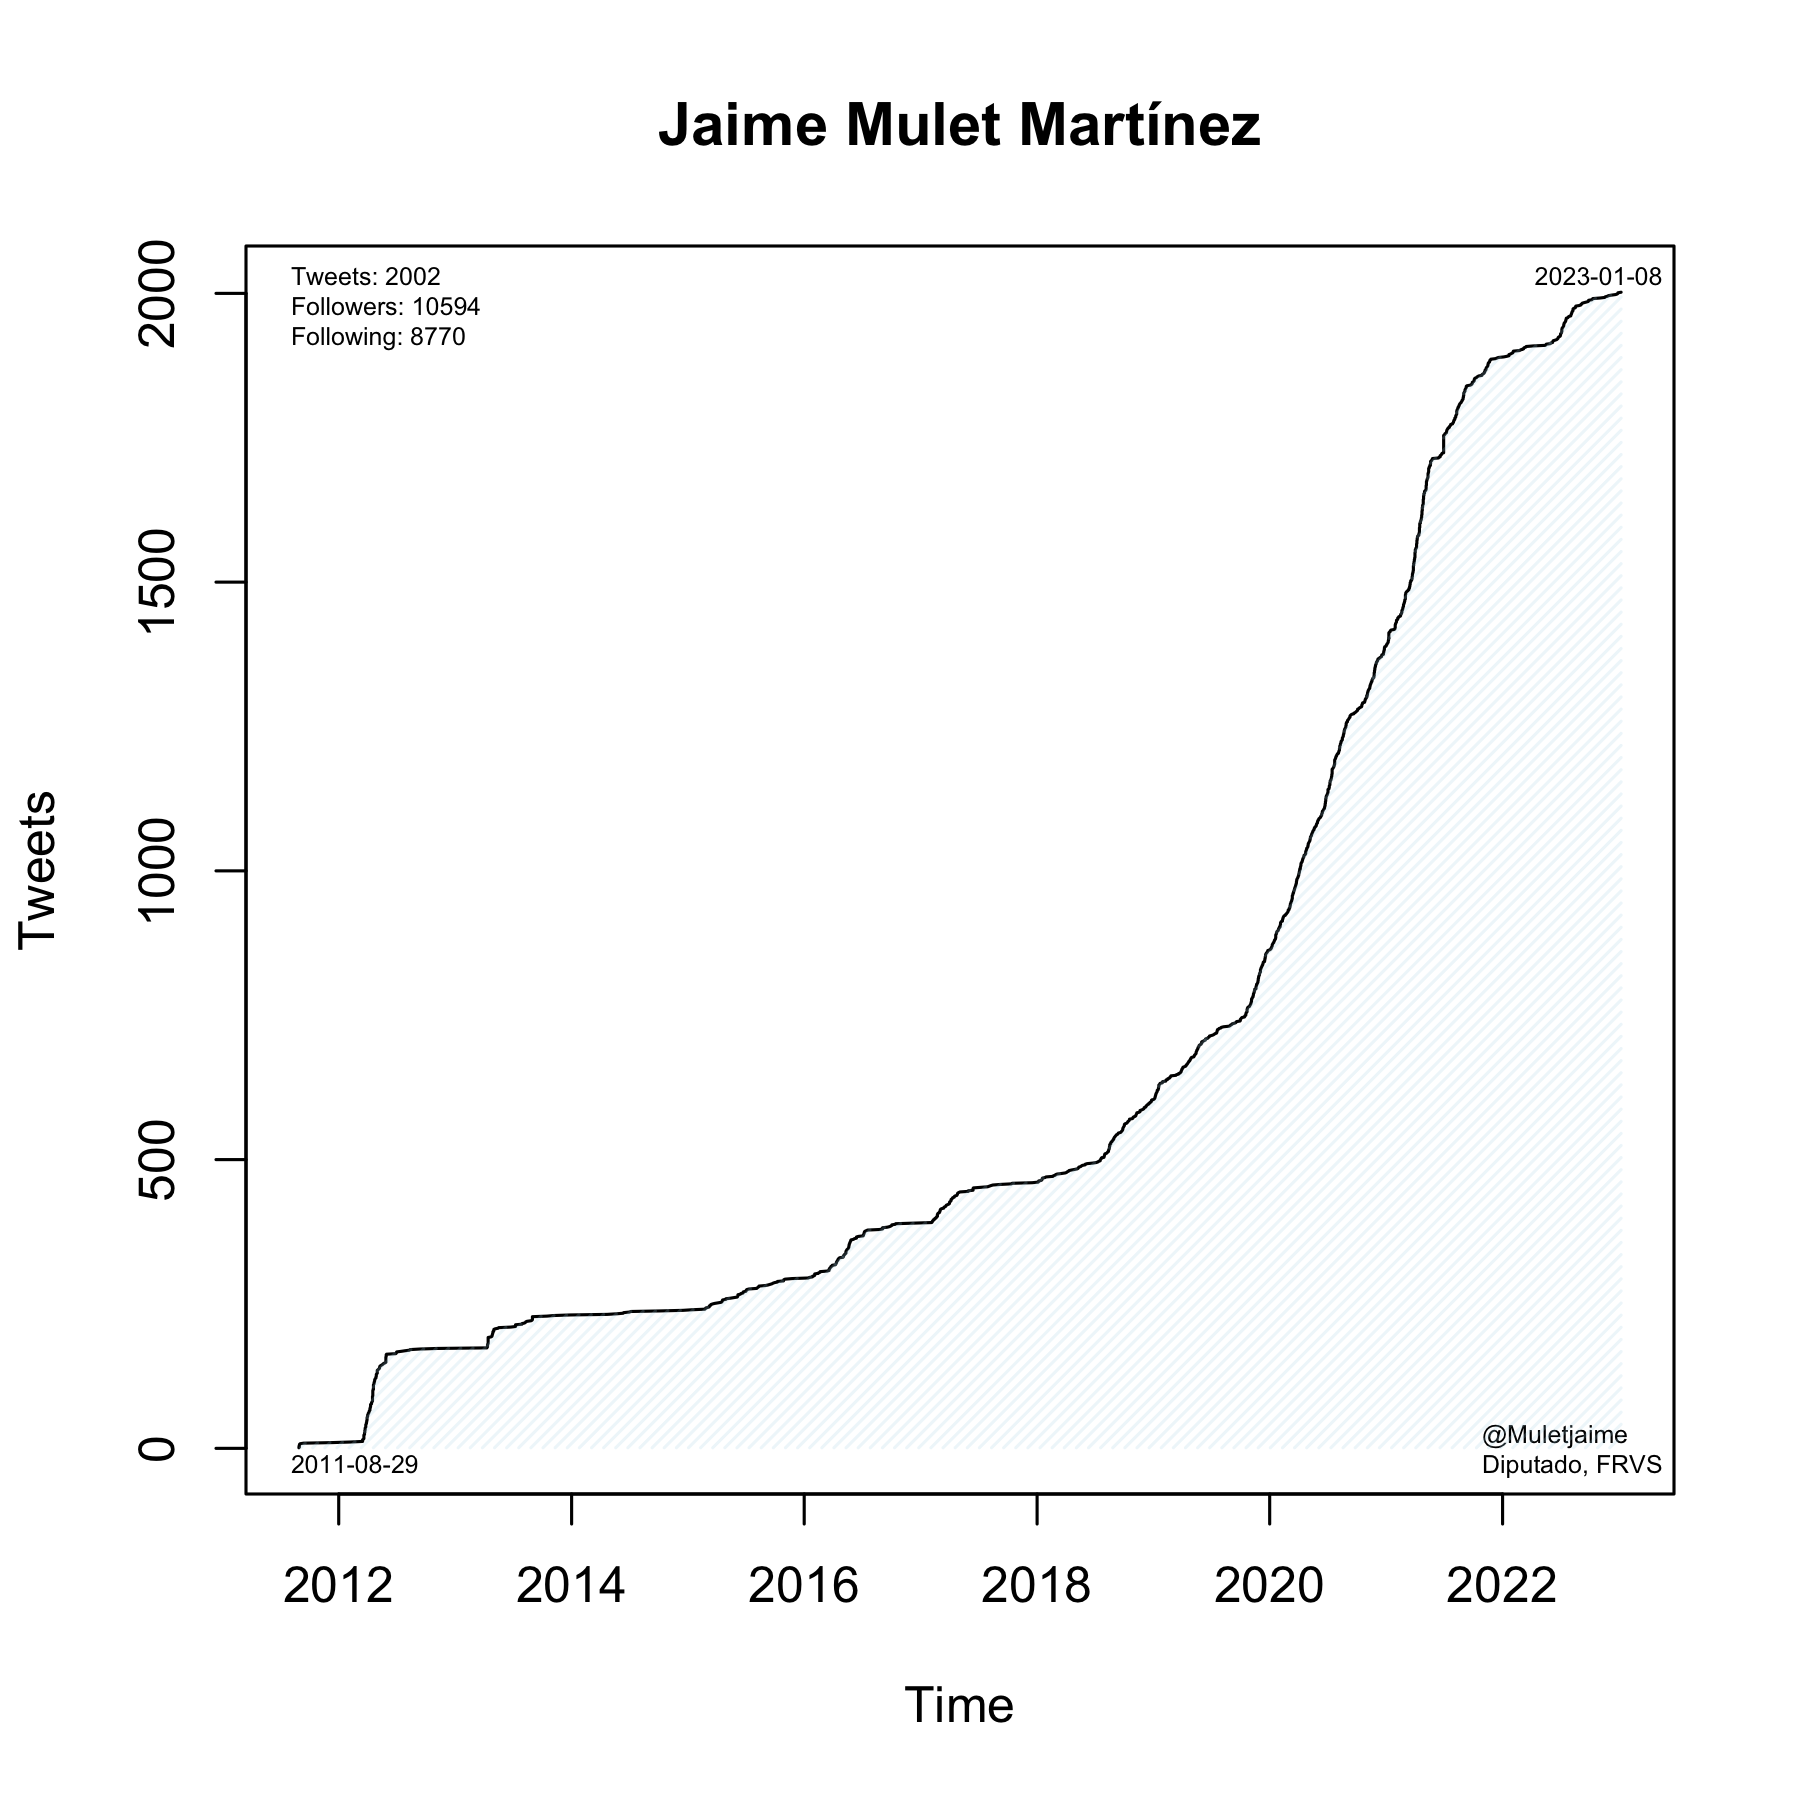 Jaime Mulet Martínez
Tweets: 2002
Followers: 10594
Following: 8770
2023-01-08
2000
1500
1000
500
0
Tweets
@Muletjaime
Diputado, FRVS
2011-08-29
2012 2014 2016 2018 2020 2022
Time